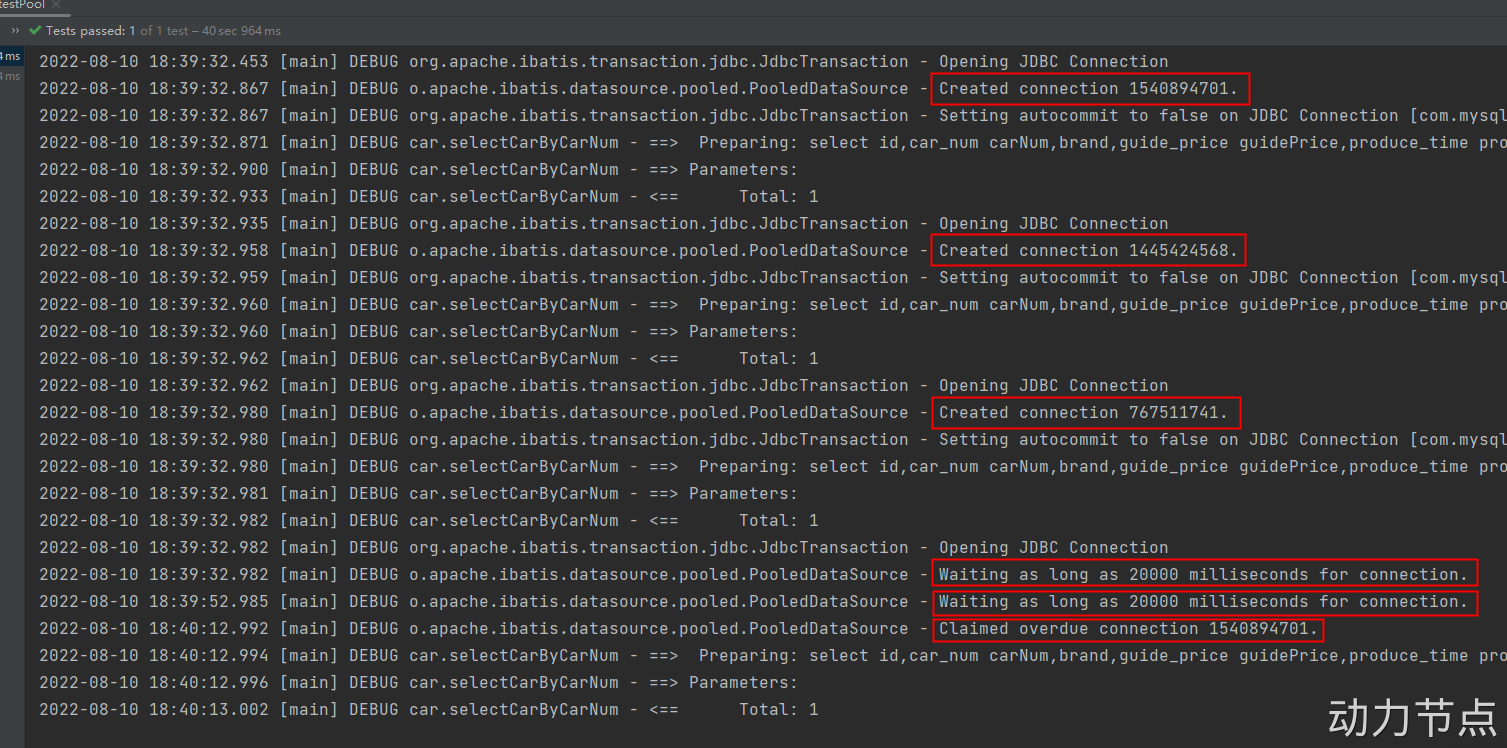 testPool ×
» ✔ Tests passed: 1 of 1 test – 40 sec 964 ms
4 ms
4 ms
2022-08-10 18:39:32.453 [main] DEBUG org.apache.ibatis.transaction.jdbc.JdbcTransaction - Opening JDBC Connection
2022-08-10 18:39:32.867 [main] DEBUG o.apache.ibatis.datasource.pooled.PooledDataSource - Created connection 1540894701.
2022-08-10 18:39:32.867 [main] DEBUG org.apache.ibatis.transaction.jdbc.JdbcTransaction - Setting autocommit to false on JDBC Connection [com.mysql
2022-08-10 18:39:32.871 [main] DEBUG car.selectCarByCarNum - ==>  Preparing: select id,car_num carNum,brand,guide_price guidePrice,produce_time pro
2022-08-10 18:39:32.900 [main] DEBUG car.selectCarByCarNum - ==> Parameters:
2022-08-10 18:39:32.933 [main] DEBUG car.selectCarByCarNum - <==      Total: 1
2022-08-10 18:39:32.935 [main] DEBUG org.apache.ibatis.transaction.jdbc.JdbcTransaction - Opening JDBC Connection
2022-08-10 18:39:32.958 [main] DEBUG o.apache.ibatis.datasource.pooled.PooledDataSource - Created connection 1445424568.
2022-08-10 18:39:32.959 [main] DEBUG org.apache.ibatis.transaction.jdbc.JdbcTransaction - Setting autocommit to false on JDBC Connection [com.mysql
2022-08-10 18:39:32.960 [main] DEBUG car.selectCarByCarNum - ==>  Preparing: select id,car_num carNum,brand,guide_price guidePrice,produce_time pro
2022-08-10 18:39:32.960 [main] DEBUG car.selectCarByCarNum - ==> Parameters:
2022-08-10 18:39:32.962 [main] DEBUG car.selectCarByCarNum - <==      Total: 1
2022-08-10 18:39:32.962 [main] DEBUG org.apache.ibatis.transaction.jdbc.JdbcTransaction - Opening JDBC Connection
2022-08-10 18:39:32.980 [main] DEBUG o.apache.ibatis.datasource.pooled.PooledDataSource - Created connection 767511741.
2022-08-10 18:39:32.980 [main] DEBUG org.apache.ibatis.transaction.jdbc.JdbcTransaction - Setting autocommit to false on JDBC Connection [com.mysql
2022-08-10 18:39:32.980 [main] DEBUG car.selectCarByCarNum - ==>  Preparing: select id,car_num carNum,brand,guide_price guidePrice,produce_time pro
2022-08-10 18:39:32.981 [main] DEBUG car.selectCarByCarNum - ==> Parameters:
2022-08-10 18:39:32.982 [main] DEBUG car.selectCarByCarNum - <==      Total: 1
2022-08-10 18:39:32.982 [main] DEBUG org.apache.ibatis.transaction.jdbc.JdbcTransaction - Opening JDBC Connection
2022-08-10 18:39:32.982 [main] DEBUG o.apache.ibatis.datasource.pooled.PooledDataSource - Waiting as long as 20000 milliseconds for connection.
2022-08-10 18:39:52.985 [main] DEBUG o.apache.ibatis.datasource.pooled.PooledDataSource - Waiting as long as 20000 milliseconds for connection.
2022-08-10 18:40:12.992 [main] DEBUG o.apache.ibatis.datasource.pooled.PooledDataSource - Claimed overdue connection 1540894701.
2022-08-10 18:40:12.994 [main] DEBUG car.selectCarByCarNum - ==>  Preparing: select id,car_num carNum,brand,guide_price guidePrice,produce_time pro
2022-08-10 18:40:12.996 [main] DEBUG car.selectCarByCarNum - ==> Parameters:
2022-08-10 18:40:13.002 [main] DEBUG car.selectCarByCarNum - <==      Total: 1
动力节点